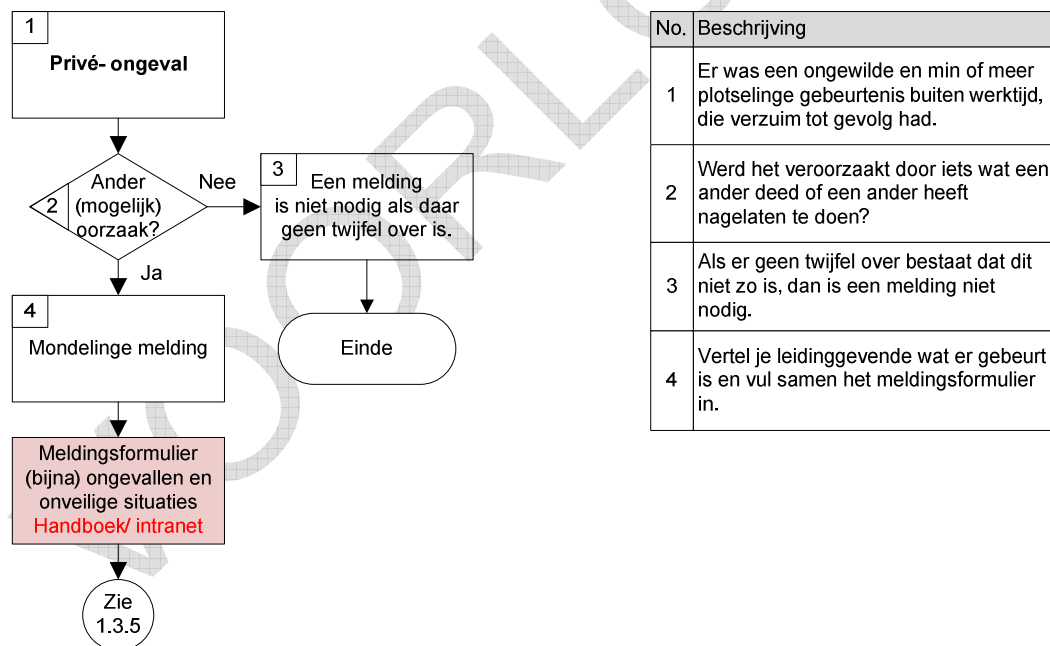 1
Privé- ongeval
2
Ander
(mogelijk)
oorzaak?
Nee
3
Een melding
is niet nodig als daar
geen twijfel over is.
Ja
4
Mondelinge melding
Einde
Meldingsformulier
(bijna) ongevallen en
onveilige situaties
Handboek/ intranet
Zie
1.3.5
No. Beschrijving
1
Er was een ongewilde en min of meer
plotselinge gebeurtenis buiten werktijd,
die verzuim tot gevolg had.
2
Werd het veroorzaakt door iets wat een
ander deed of een ander heeft
nagelaten te doen?
3
Als er geen twijfel over bestaat dat dit
niet zo is, dan is een melding niet
nodig.
4
Vertel je leidinggevende wat er gebeurt
is en vul samen het meldingsformulier
in.